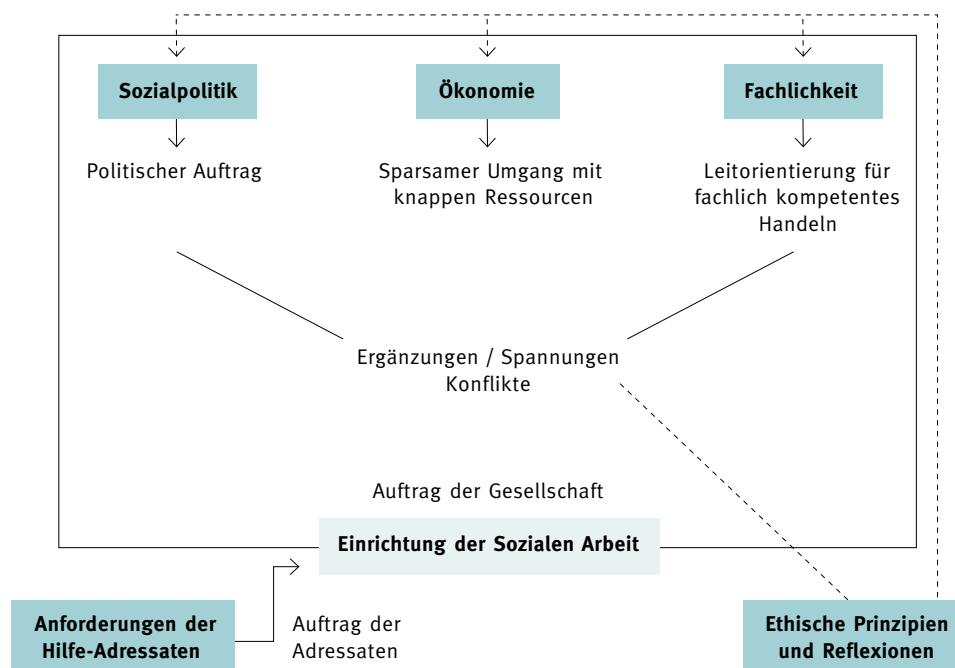 Sozialpolitik
Ökonomie
Fachlichkeit
Politischer Auftrag
Sparsamer Umgang mit
knappen Ressourcen
Leitorientierung für
fachlich kompetentes
Handeln
Ergänzungen / Spannungen
Konflikte
Auftrag der Gesellschaft
Einrichtung der Sozialen Arbeit
Anforderungen der
Hilfe-Adressaten
Auftrag der
Adressaten
Ethische Prinzipien
und Reflexionen